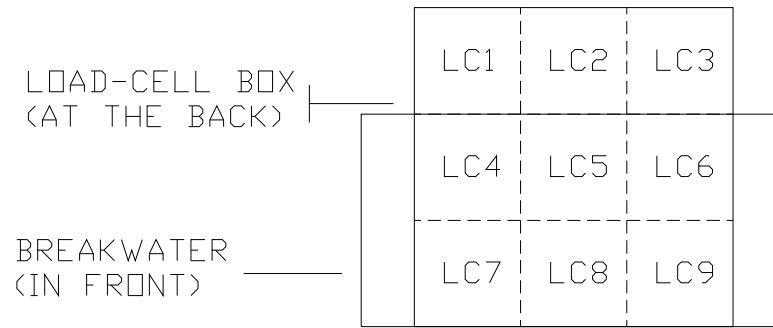 LC1 LC2 LC3
LOAD-CELL BOX
(AT THE BACK)
LC4 LC5 LC6
BREAKWATER
(IN FRONT)
LC7 LC8 LC9